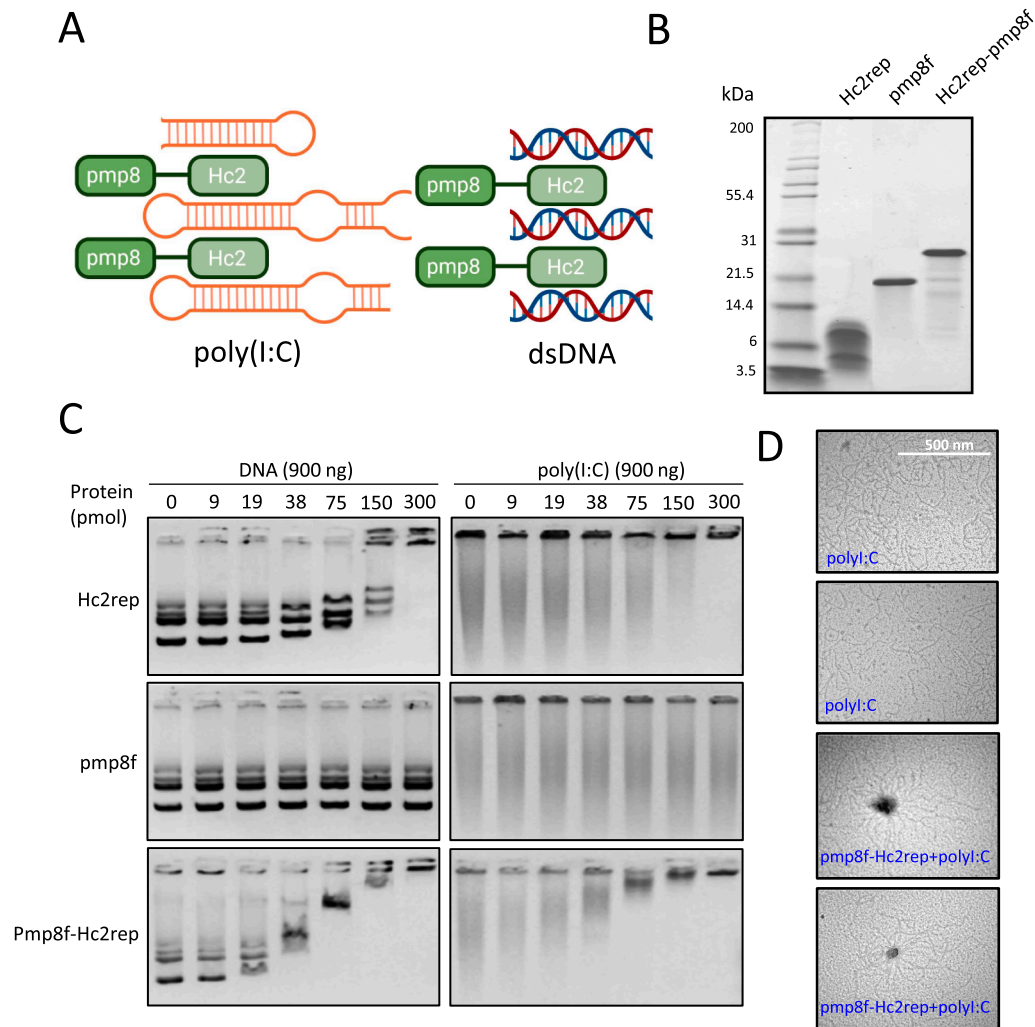 A
pmp8 Hc2
pmp8 Hc2
poly(I:C)
pmp8 Hc2
pmp8 Hc2
dsDNA
B
Hc2rep pmp8f Hc2rep-pmp8f
kDa
200
55.4
31
21.5
14.4
6
3.5
C
DNA (900 ng) poly(I:C) (900 ng)
Protein
(pmol)
0 9 19 38 75 150 300 0 9 19 38 75 150 300
Hc2rep
pmp8f
Pmp8f-Hc2rep
D
500 nm
polyI:C
polyI:C
pmp8f-Hc2rep+polyI:C
pmp8f-Hc2rep+polyI:C